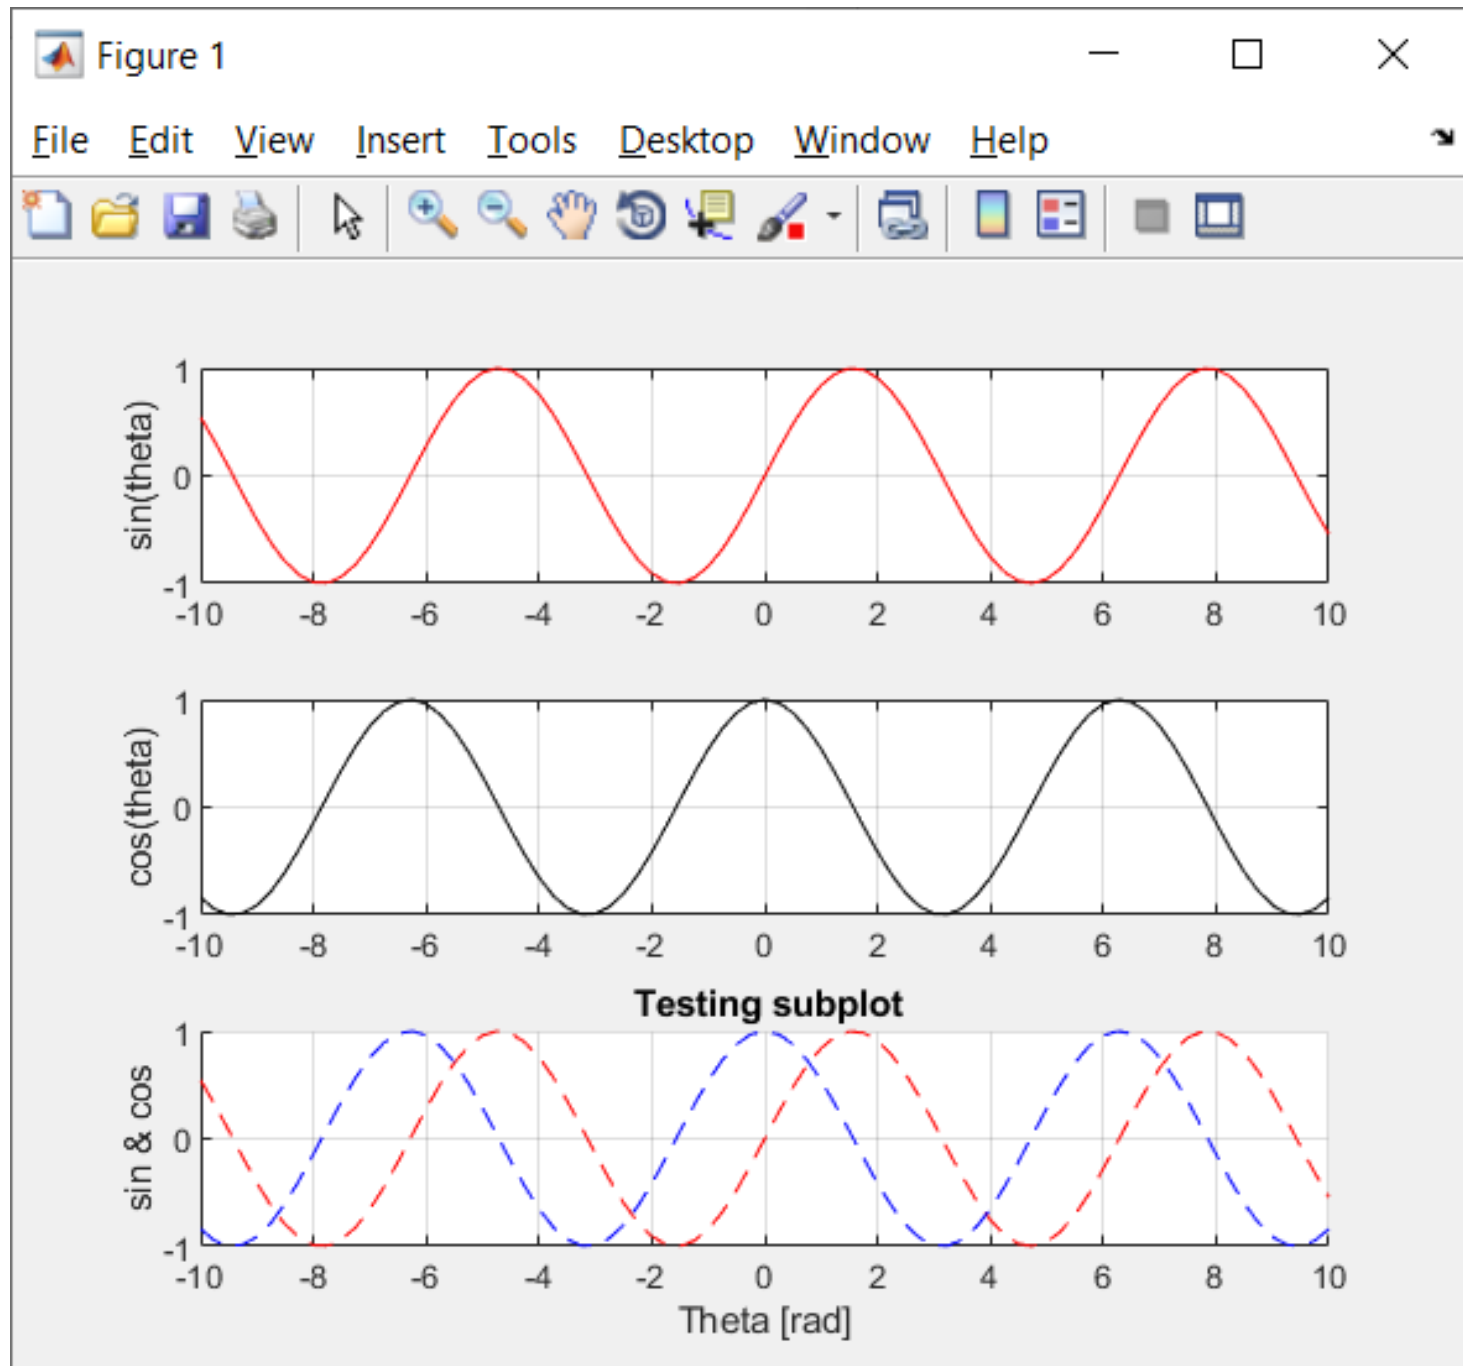 Figure 1
File Edit View Insert Tools Desktop Window Help
sin(theta)
1
0
-1
-10 -8 -6 -4 -2 0 2 4 6 8 10
cos(theta)
1
0
-1
-10 -8 -6 -4 -2 0 2 4 6 8 10
Testing subplot
sin & cos
1
0
-1
-10 -8 -6 -4 -2 0 2 4 6 8 10
Theta [rad]